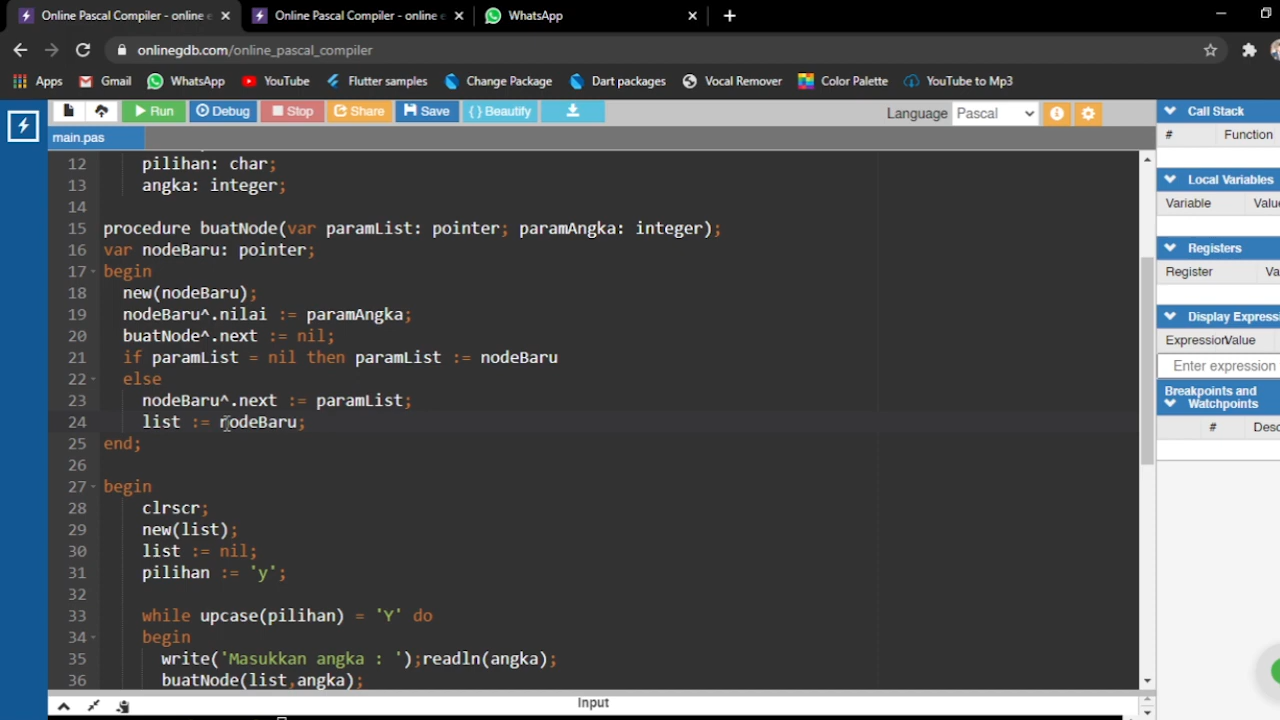 Online Pascal Compiler - online e
Online Pascal Compiler - online e
WhatsApp
onlinegdb.com/online_pascal_compiler
Apps Gmail WhatsApp YouTube Flutter samples Change Package Dart packages Vocal Remover Color Palette YouTube to Mp3
Run Debug Stop Share Save { } Beautify Language Pascal
main.pas
12 pilihan: char;
13 angka: integer;
14
15 procedure buatNode(var paramList: pointer; paramAngka: integer);
16 var nodeBaru: pointer;
17 begin
18 new(nodeBaru);
19 nodeBaru^.nilai := paramAngka;
20 buatNode^.next := nil;
21 if paramList = nil then paramList := nodeBaru
22 else
23 nodeBaru^.next := paramList;
24 list := nodeBaru;
25 end;
26
27 begin
28 clrscr;
29 new(list);
30 list := nil;
31 pilihan := 'y';
32
33 while upcase(pilihan) = 'Y' do
34 begin
35 write('Masukkan angka : ');readln(angka);
36 buatNode(list,angka);
Input
Call Stack
# Function
Local Variables
Variable Value
Registers
Register Va
Display Expressi
Expression Value
Enter expression
Breakpoints and
Watchpoints
# Desc